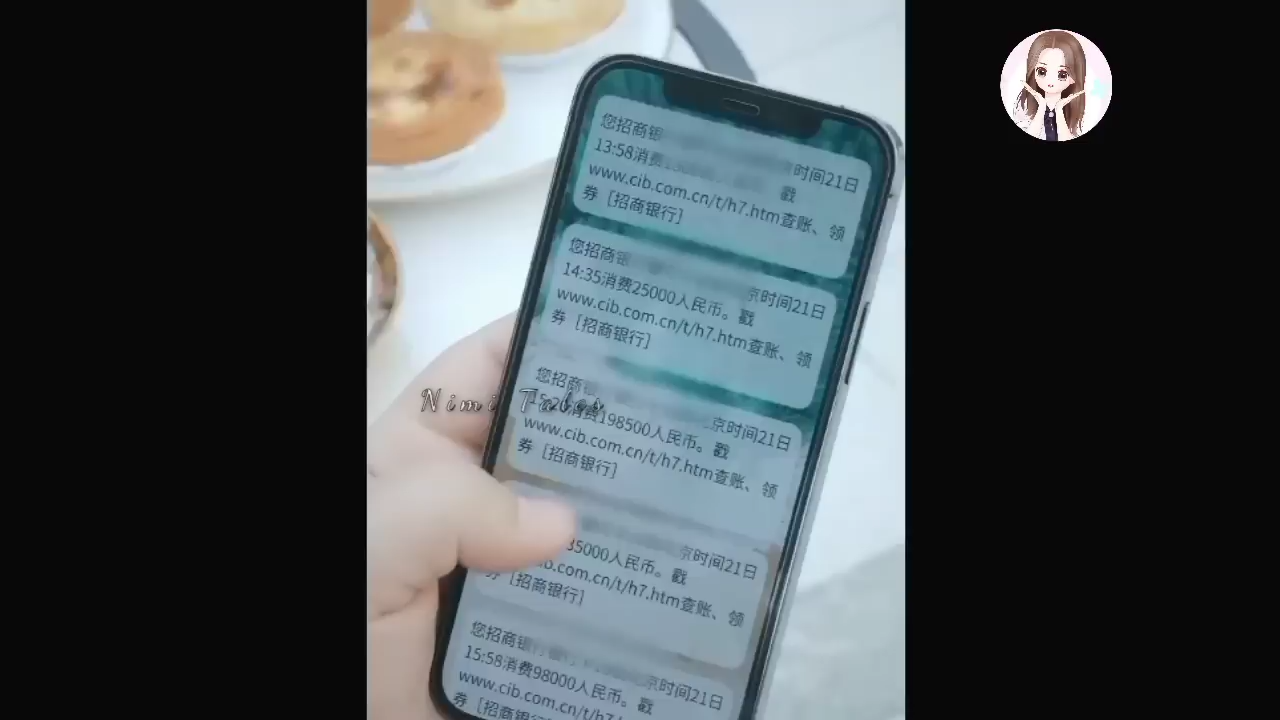 您招商银
时间21日
13:58消费
戳
www.cib.com.cn/t/h7.htm查账、领
券［招商银行］
您招商银
京时间21日
14:35消费25000人民币。戳
www.cib.com.cn/t/h7.htm查账、领
券［招商银行］
您招商银
京时间21日
消费198500人民币。戳
www.cib.com.cn/t/h7.htm查账、领
券［招商银行］
Nimi
京时间21日
35000人民币。戳
.com.cn/t/h7.htm查账、领
券［招商银行］
您招商银
京时间21日
15:58消费98000人民币。戳
www.cib.com.cn/t/h7
券［招商银行